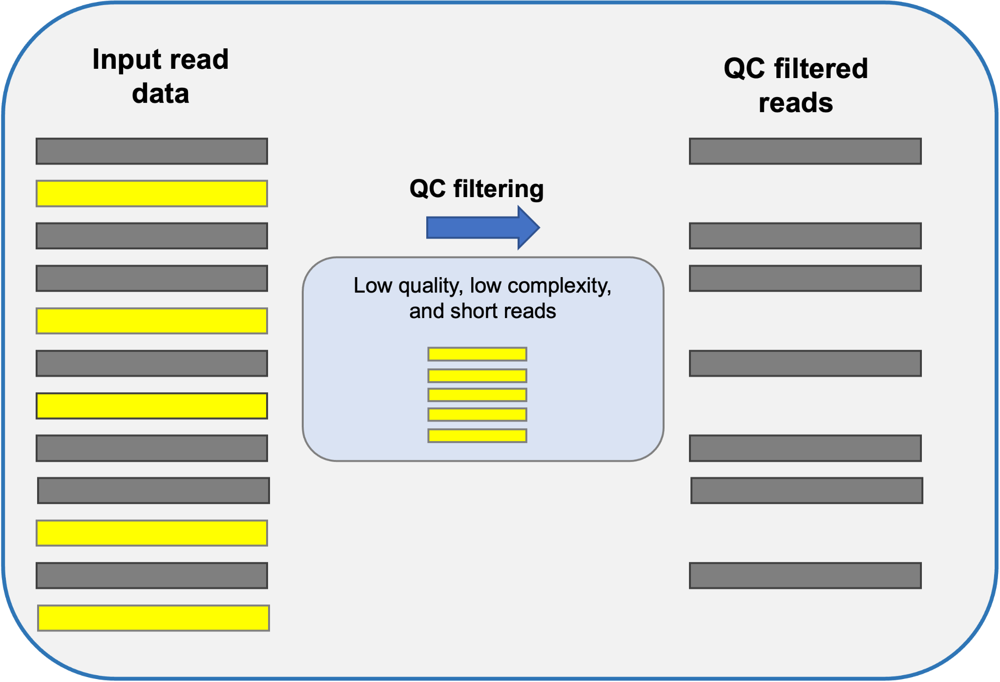 Input read
data
QC filtered
reads
QC filtering
Low quality, low complexity,
and short reads